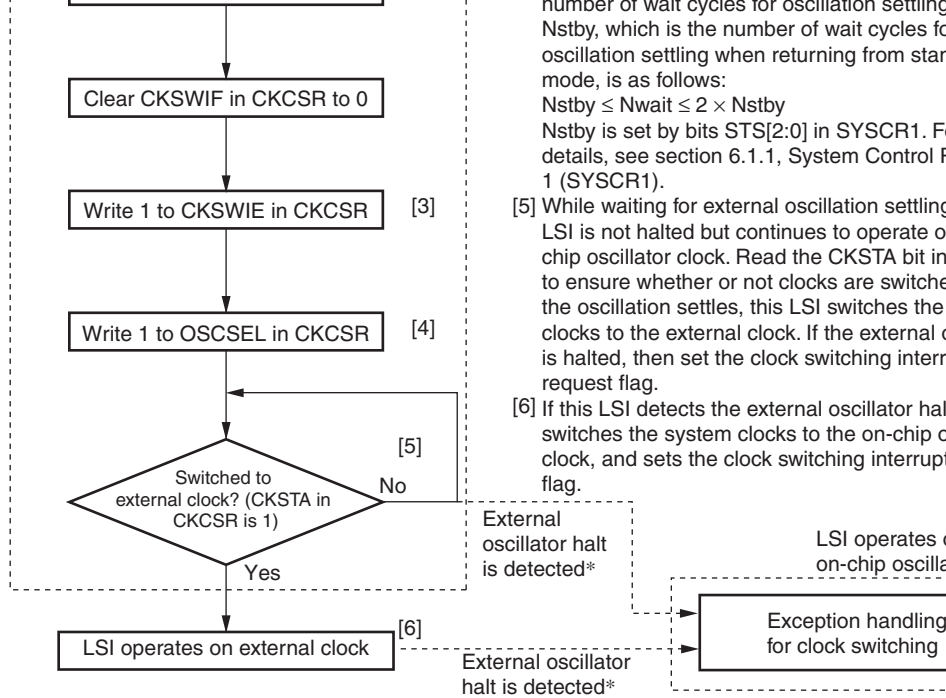 number of wait cycles for oscillation settling
Nstby, which is the number of wait cycles
oscillation settling when returning from
mode, is as follows:
Nstby ≤ Nwait ≤ 2 × Nstby
Nstby is set by bits STS[2:0] in SYSCR1.
details, see section 6.1.1, System Control
1 (SYSCR1).
[5] While waiting for external oscillation settling
LSI is not halted but continues to operate
chip oscillator clock. Read the CKSTA bit in
to ensure whether or not clocks are
the oscillation settles, this LSI switches the
clocks to the external clock. If the external
is halted, then set the clock switching
request flag.
[6] If this LSI detects the external oscillator
switches the system clocks to the on-chip
clock, and sets the clock switching interrupt
flag.
Clear CKSWIF in CKCSR to 0
Write 1 to CKSWIE in CKCSR
[3]
Write 1 to OSCSEL in CKCSR
[4]
[5]
Switched to
external clock? (CKSTA in
CKCSR is 1)
No
Yes
External
oscillator halt
is detected*
LSI operates
on-chip
Exception handling
for clock switching
LSI operates on external clock
[6]
External oscillator
halt is detected*